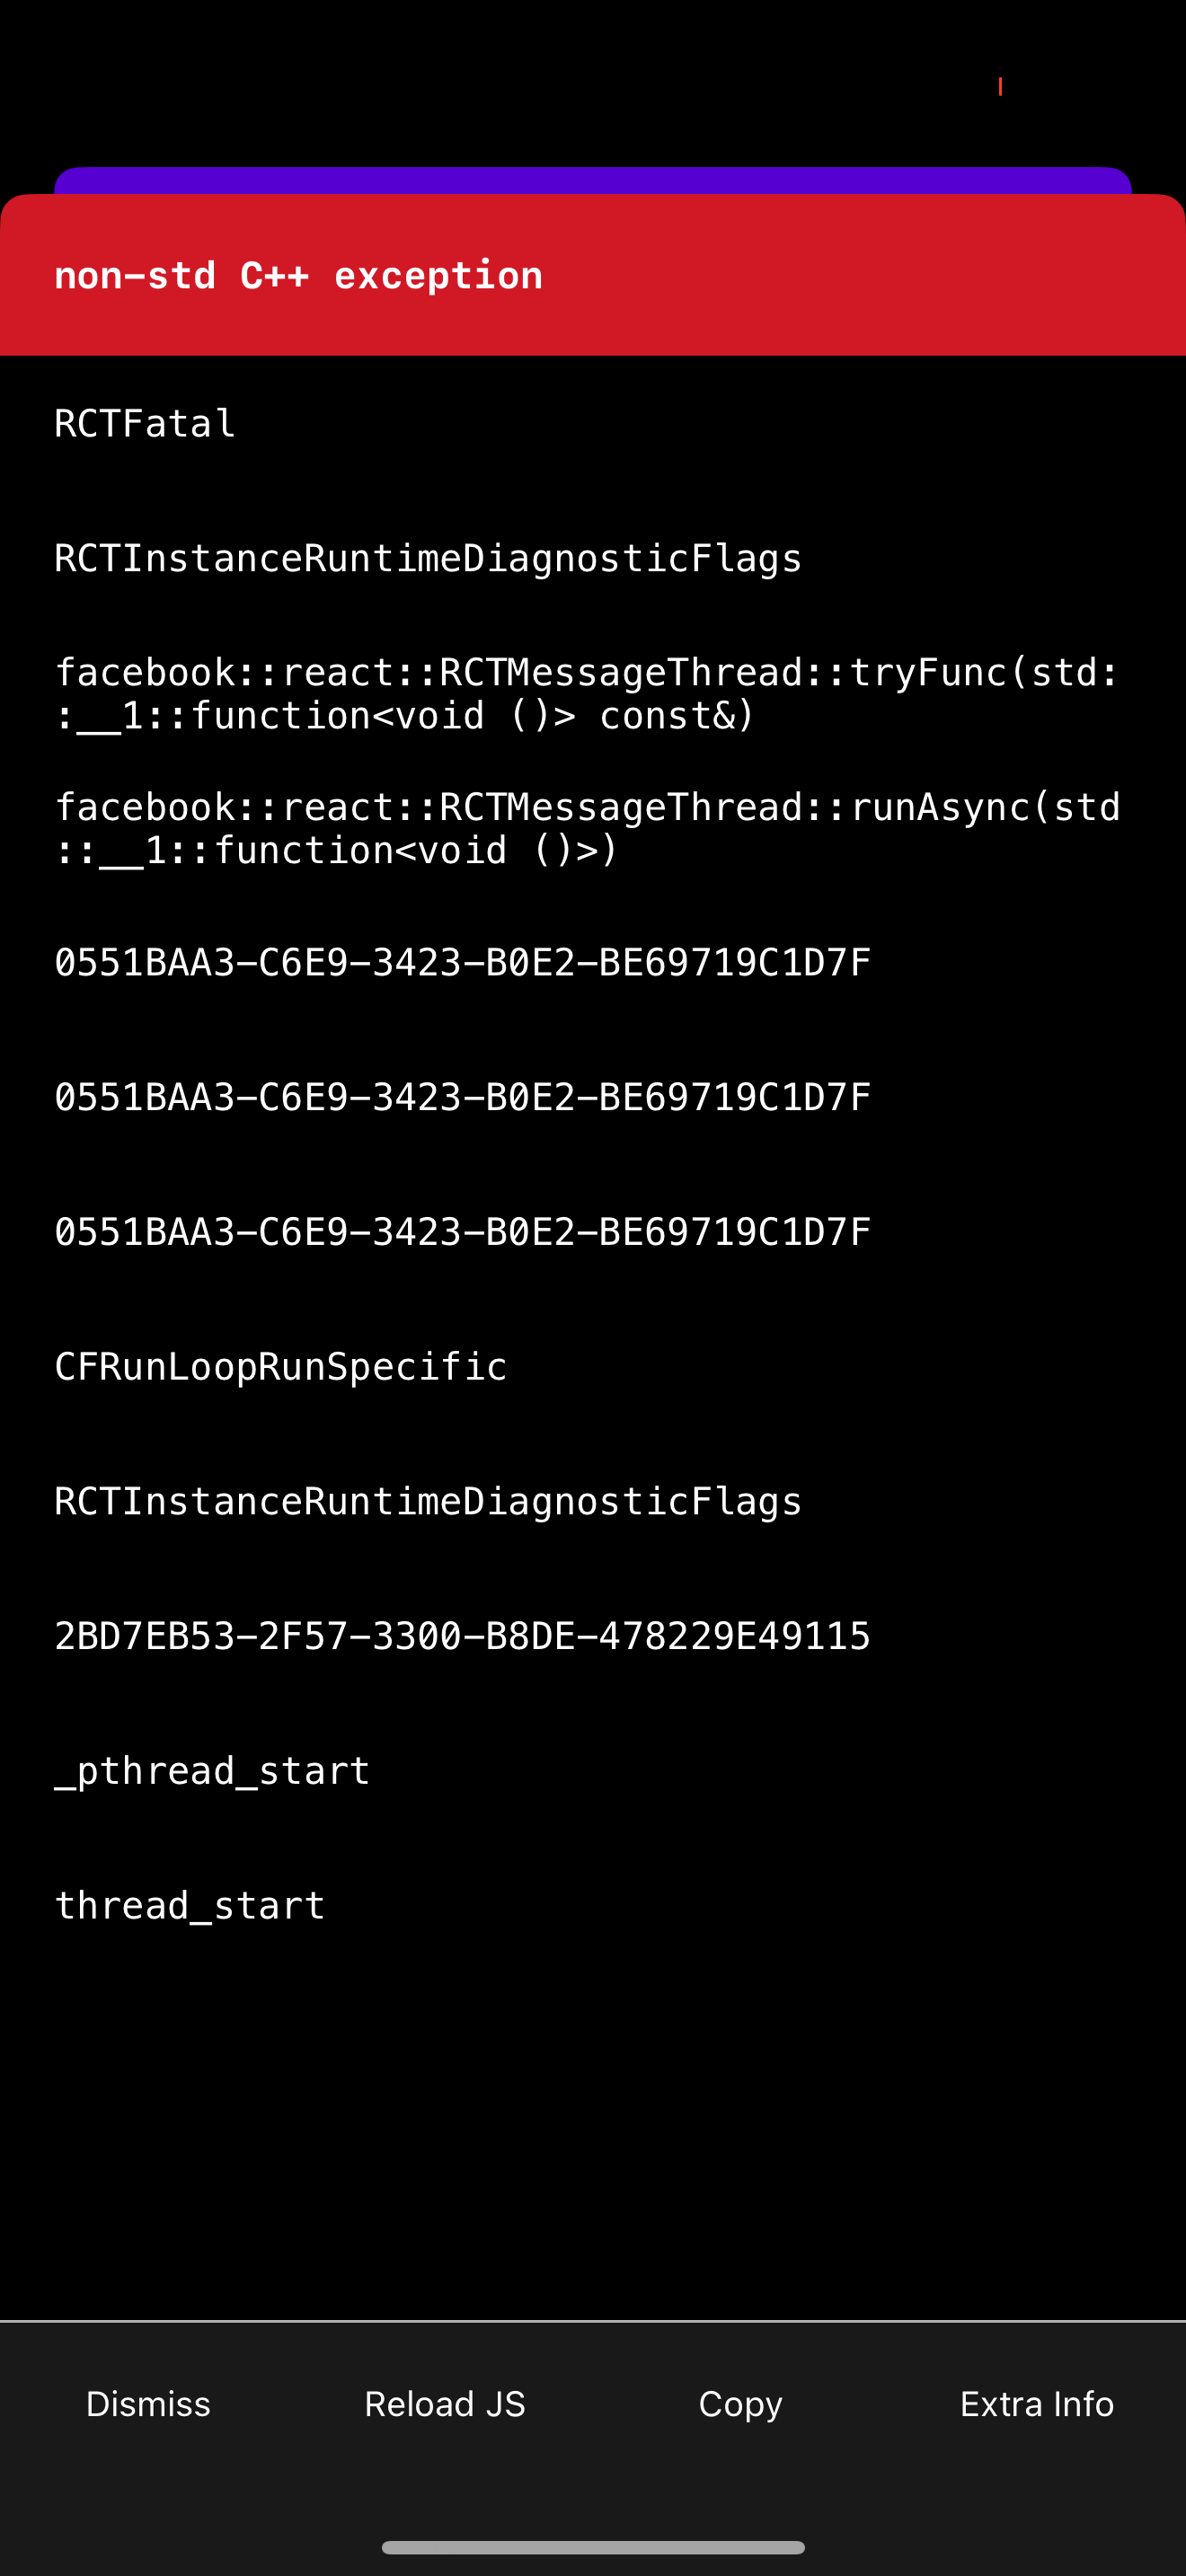 non-std C++ exception
RCTFatal
RCTInstanceRuntimeDiagnosticFlags
facebook::react::RCTMessageThread::tryFunc(std:
:__1::function<void ()> const&)
facebook::react::RCTMessageThread::runAsync(std
::__1::function<void ()>)
0551BAA3-C6E9-3423-B0E2-BE69719C1D7F
0551BAA3-C6E9-3423-B0E2-BE69719C1D7F
0551BAA3-C6E9-3423-B0E2-BE69719C1D7F
CFRunLoopRunSpecific
RCTInstanceRuntimeDiagnosticFlags
2BD7EB53-2F57-3300-B8DE-478229E49115
_pthread_start
thread_start
Dismiss Reload JS Copy Extra Info